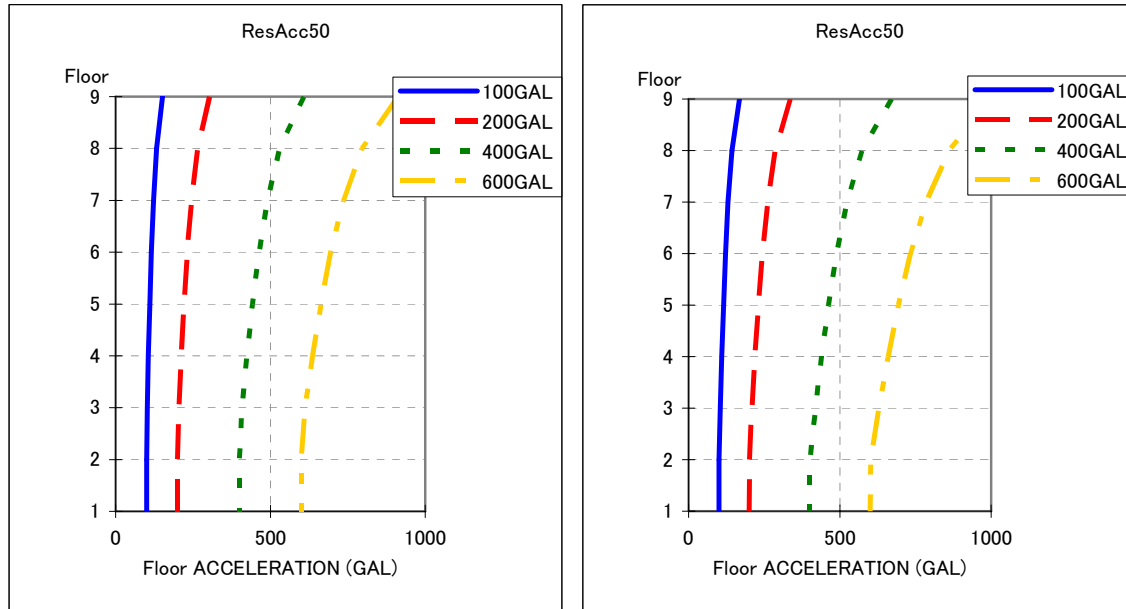 ResAcc50
Floor
9
8
7
6
5
4
3
2
1
0
500
1000
Floor ACCELERATION (GAL)
100GAL
200GAL
400GAL
600GAL
ResAcc50
Floor
9
8
7
6
5
4
3
2
1
0
500
1000
Floor ACCELERATION (GAL)
100GAL
200GAL
400GAL
600GAL